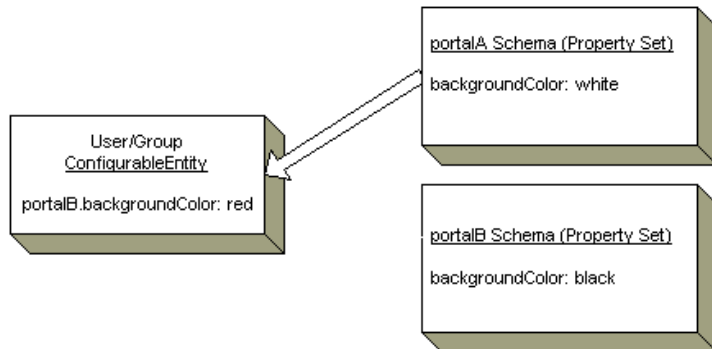 portalA Schema (Property Set)
backgroundColor: white
User/Group
ConfigurableEntity
portalB.backgroundColor: red
portalB Schema (Property Set)
backgroundColor: black